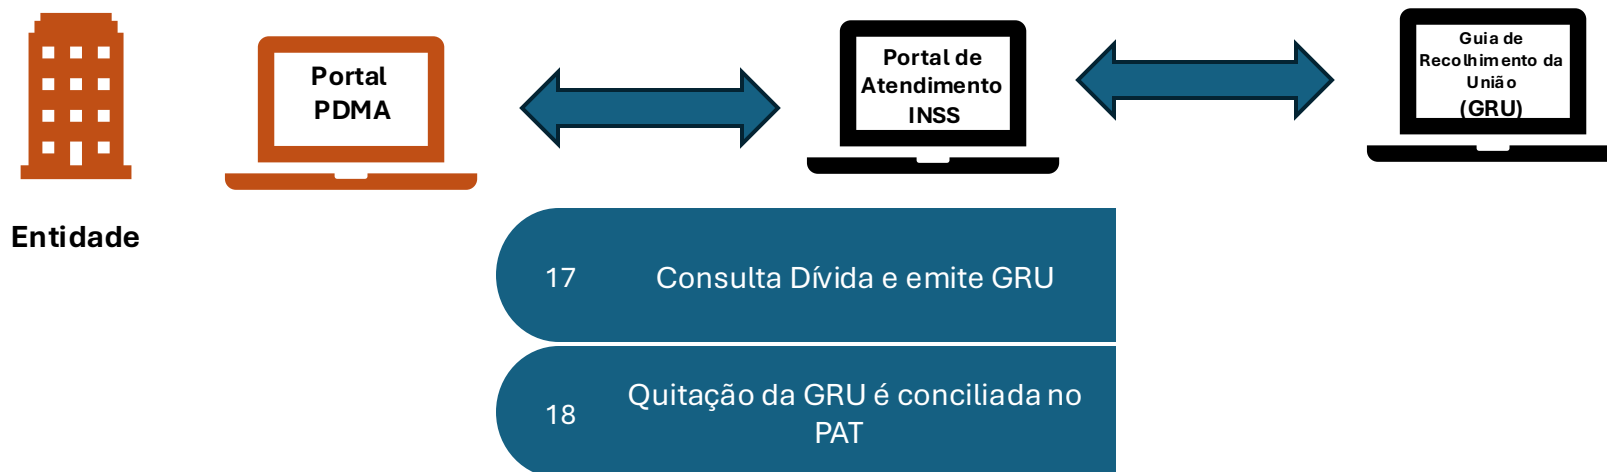 Portal
PDMA
Portal de
Atendimento
INSS
Guia de
Recolhimento da
União
(GRU)
Entidade
17 Consulta Dívida e emite GRU
18 Quitação da GRU é conciliada no
PAT